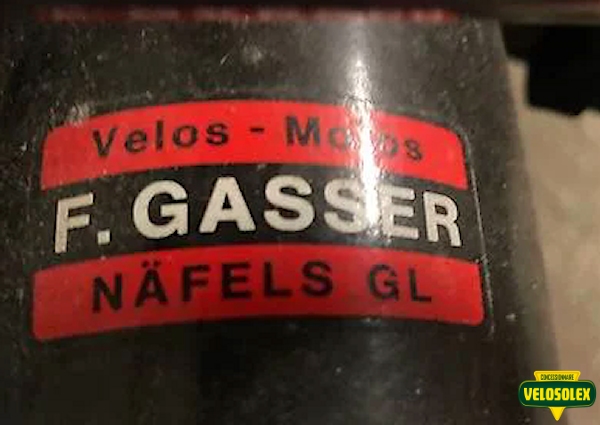 Velos - Motos
F. GASSER
NÄFELS GL
CONCESSIONNAIRE
VELOSOLEX